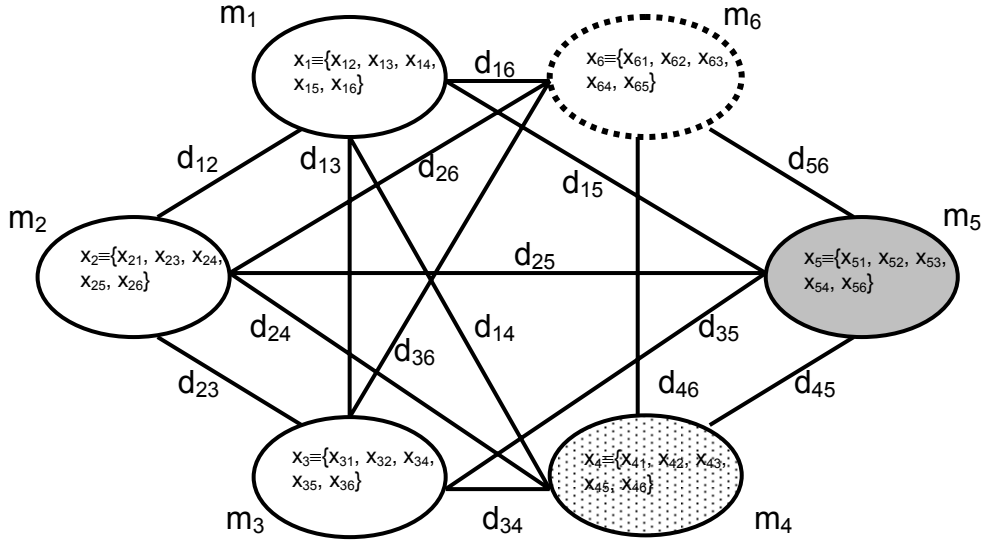 m₁
m₆
x₁≡{x₁₂, x₁₃, x₁₄,
x₁₅, x₁₆}
d₁₆
x₆≡{x₆₁, x₆₂, x₆₃,
x₆₄, x₆₅}
d₁₂
d₁₃
d₂₆
d₁₅
d₅₆
m₂
m₅
x₂≡{x₂₁, x₂₃, x₂₄,
x₂₅, x₂₆}
d₂₅
x₅≡{x₅₁, x₅₂, x₅₃,
x₅₄, x₅₆}
d₂₄
d₃₆
d₁₄
d₃₅
d₂₃
d₄₆
d₄₅
x₃≡{x₃₁, x₃₂, x₃₄,
x₃₅, x₃₆}
x₄≡{x₄₁, x₄₂, x₄₃,
x₄₅, x₄₆}
m₃
d₃₄
m₄